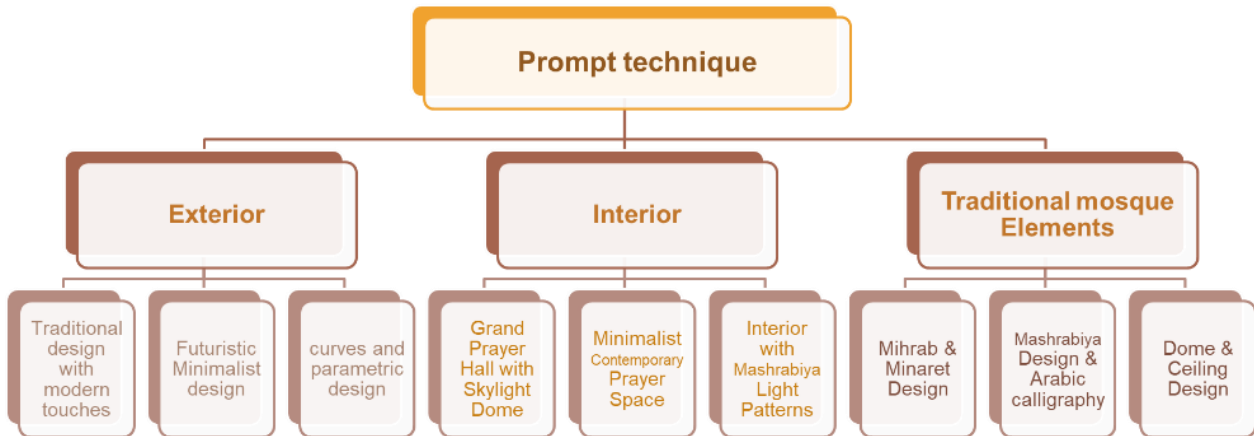 Prompt technique
Exterior
Interior
Traditional mosque
Elements
Traditional
design
with
modern
touches
Futuristic
Minimalist
design
curves and
parametric
design
Grand
Prayer
Hall with
Skylight
Dome
Minimalist
Contemporary
Prayer
Space
Interior
with
Mashrabiya
Light
Patterns
Mihrab &
Minaret
Design
Mashrabiya
Design &
Arabic
calligraphy
Dome &
Ceiling
Design